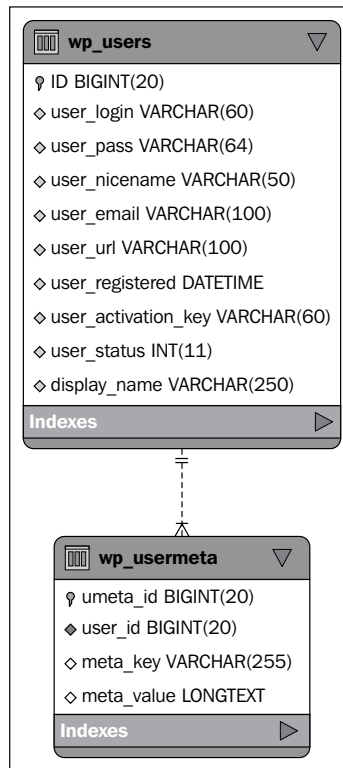 wp_users
ID BIGINT(20)
user_login VARCHAR(60)
user_pass VARCHAR(64)
user_nicename VARCHAR(50)
user_email VARCHAR(100)
user_url VARCHAR(100)
user_registered DATETIME
user_activation_key VARCHAR(60)
user_status INT(11)
display_name VARCHAR(250)
Indexes
wp_usermeta
umeta_id BIGINT(20)
user_id BIGINT(20)
meta_key VARCHAR(255)
meta_value LONGTEXT
Indexes